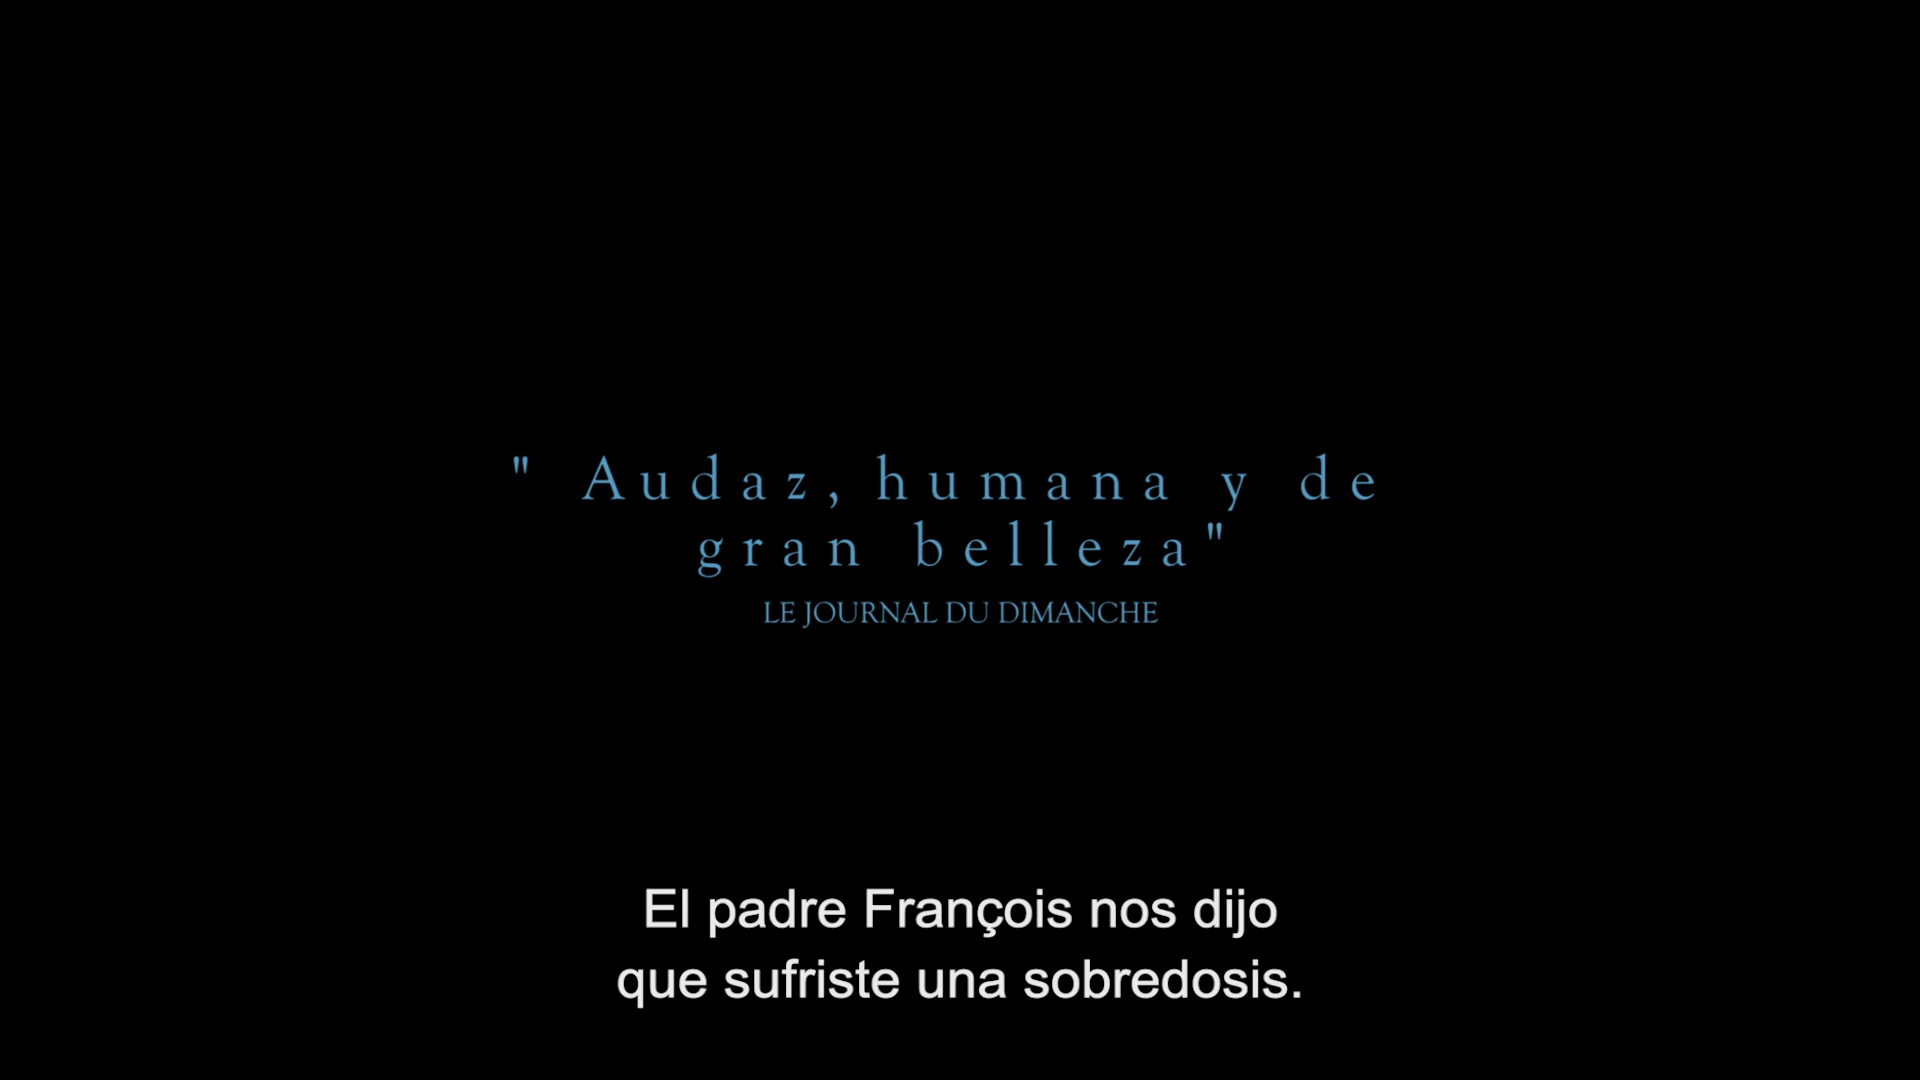 " Audaz, humana y de
gran belleza"
LE JOURNAL DU DIMANCHE
El padre François nos dijo
que sufriste una sobredosis.